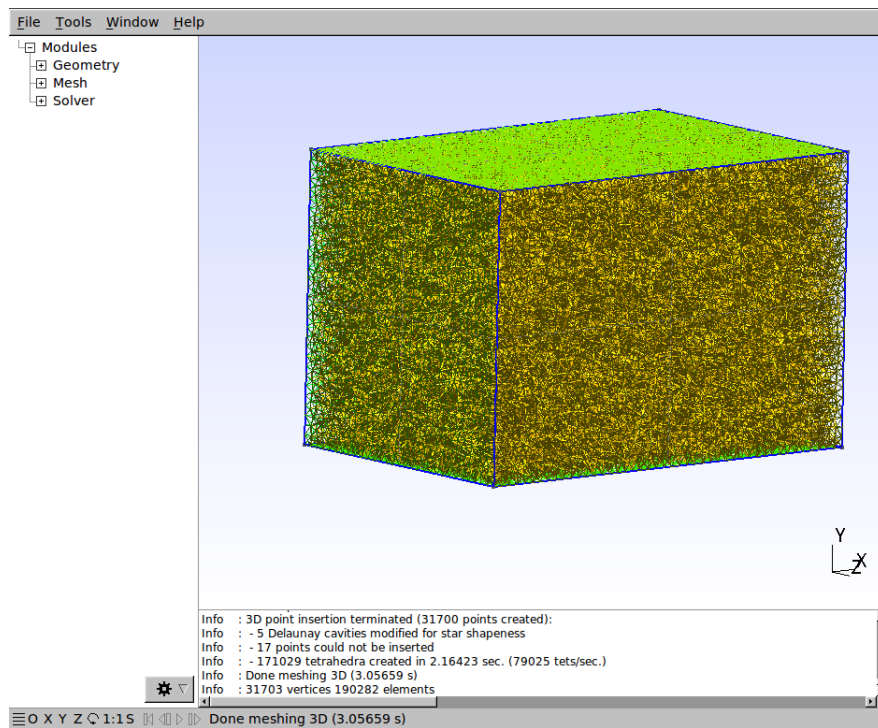 File Tools Window Help
Modules
Geometry
Mesh
Solver
Y
Z X
Info : 3D point insertion terminated (31700 points created):
Info : - 5 Delaunay cavities modified for star shapeness
Info : - 17 points could not be inserted
Info : - 171029 tetrahedra created in 2.16423 sec. (79025 tets/sec.)
Info : Done meshing 3D (3.05659 s)
Info : 31703 vertices 190282 elements
O X Y Z 1:1 S Done meshing 3D (3.05659 s)